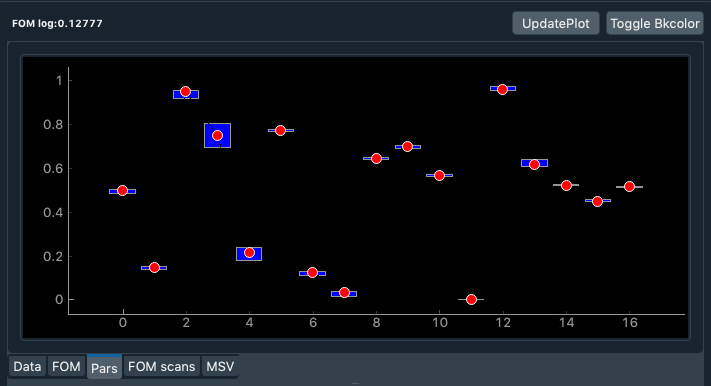 FOM log:0.12777
UpdatePlot
Toggle Bkcolor
1
0.8
0.6
0.4
0.2
0
0 2 4 6 8 10 12 14 16
Data FOM Pars FOM scans MSV